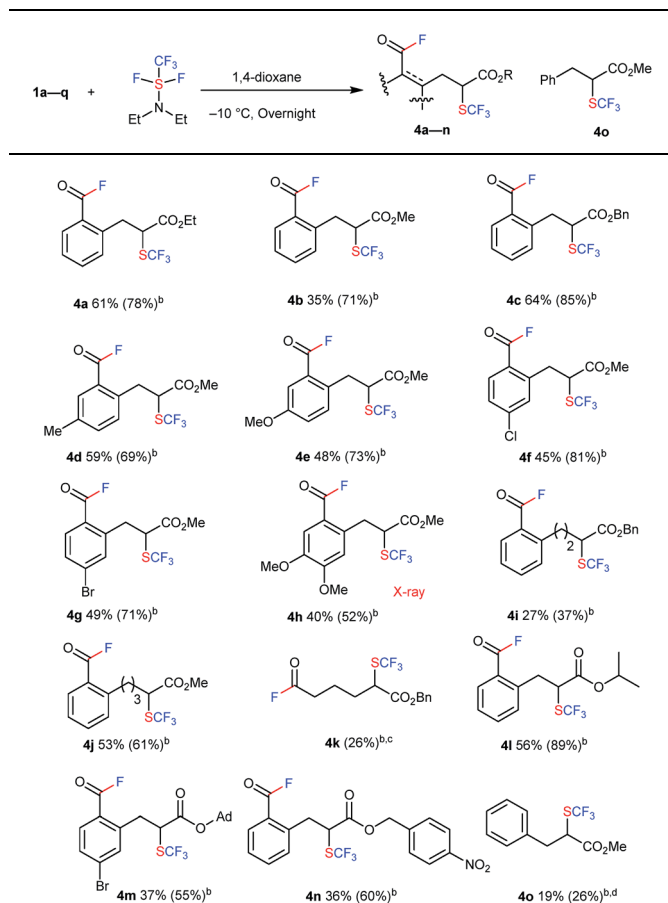 1a—q + CF3 F S F N Et Et 1,4-dioxane –10 °C, Overnight O F CO2R SCF3 4a—n Ph CO2Me SCF3 4o
O F CO2Et SCF3 O F CO2Me SCF3 O F CO2Bn SCF3
4a 61% (78%)b 4b 35% (71%)b 4c 64% (85%)b
O F CO2Me SCF3 Me O F CO2Me SCF3 MeO O F CO2Me SCF3 Cl
4d 59% (69%)b 4e 48% (73%)b 4f 45% (81%)b
O F CO2Me SCF3 Br O F CO2Me SCF3 MeO OMe X-ray O F 2 CO2Bn SCF3
4g 49% (71%)b 4h 40% (52%)b 4i 27% (37%)b
O F 3 CO2Me SCF3 O F SCF3 CO2Bn O F O O SCF3
4j 53% (61%)b 4k (26%)b,c 4l 56% (89%)b
O F O O Ad SCF3 Br O F O O SCF3 NO2 SCF3 CO2Me
4m 37% (55%)b 4n 36% (60%)b 4o 19% (26%)b,d